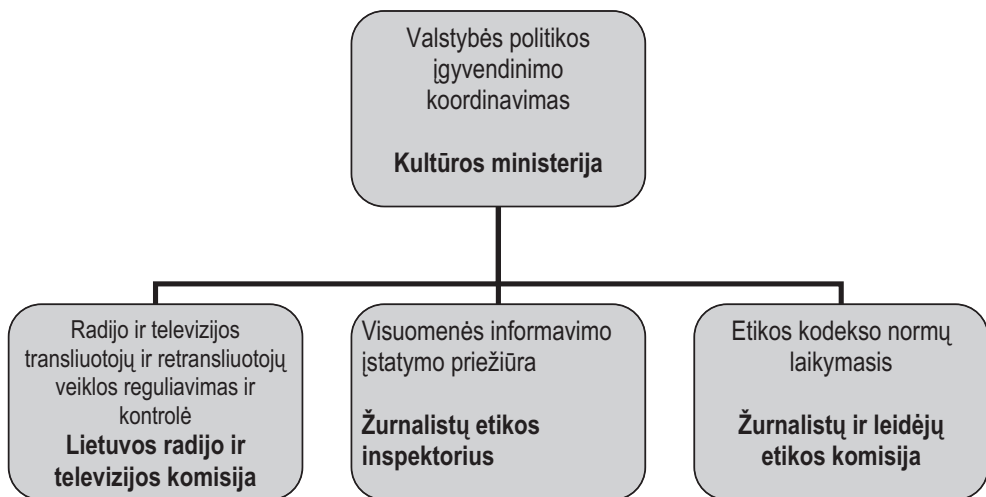 Valstybės politikos
įgyvendinimo
koordinavimas
Kultūros ministerija
Radijo ir televizijos
transliuotojų ir retransliuotojų
veiklos reguliavimas ir
kontrolė
Lietuvos radijo ir
televizijos komisija
Visuomenės informavimo
įstatymo priežiūra
Žurnalistų etikos
inspektorius
Etikos kodekso normų
laikymasis
Žurnalistų ir leidėjų
etikos komisija